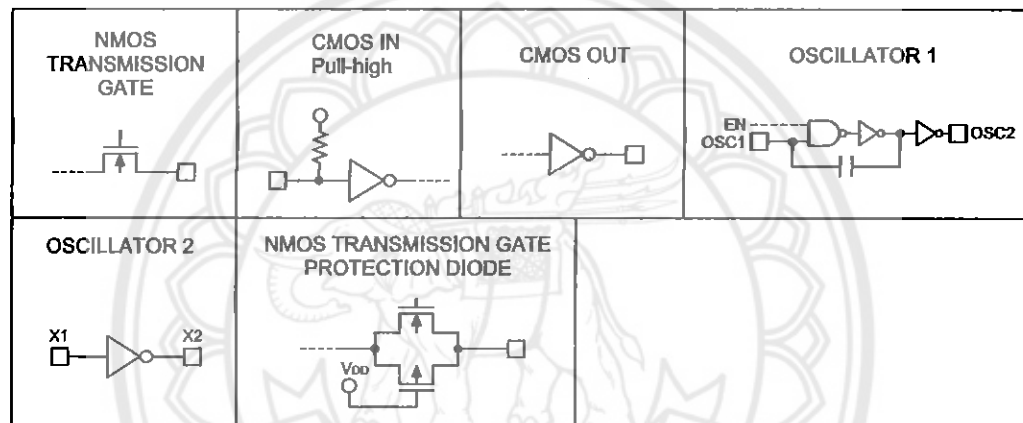 NMOS
TRANSMISSION
GATE
CMOS IN
Pull-high
CMOS OUT
OSCILLATOR 1
EN
OSC1
OSC2
OSCILLATOR 2
X1
X2
NMOS TRANSMISSION GATE
PROTECTION DIODE
VDD